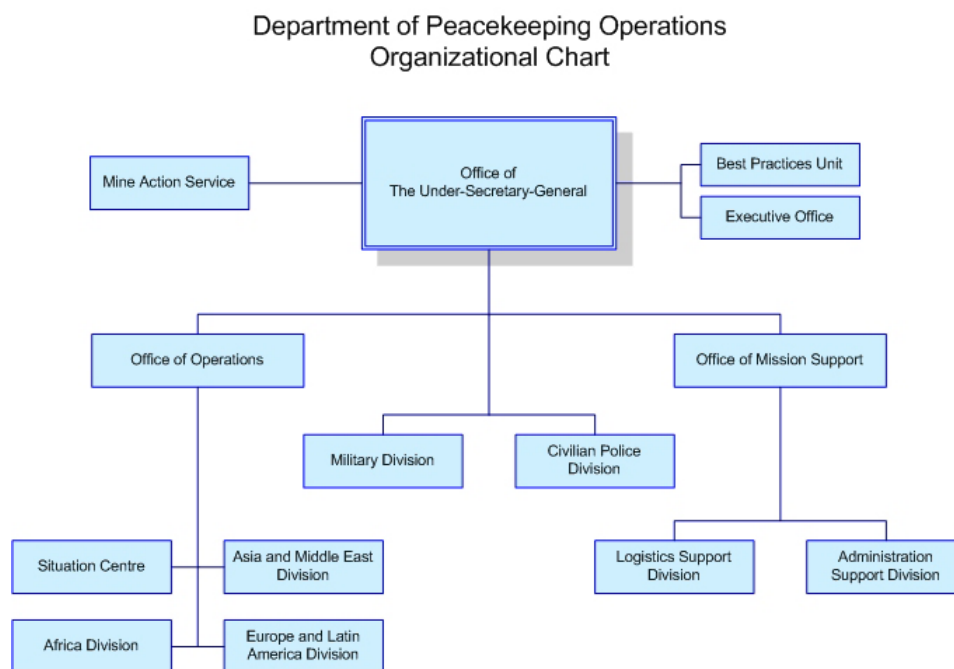 Department of Peacekeeping Operations
Organizational Chart
Mine Action Service
Office of
The Under-Secretary-General
Best Practices Unit
Executive Office
Office of Operations
Office of Mission Support
Military Division
Civilian Police
Division
Situation Centre
Asia and Middle East
Division
Logistics Support
Division
Administration
Support Division
Africa Division
Europe and Latin
America Division